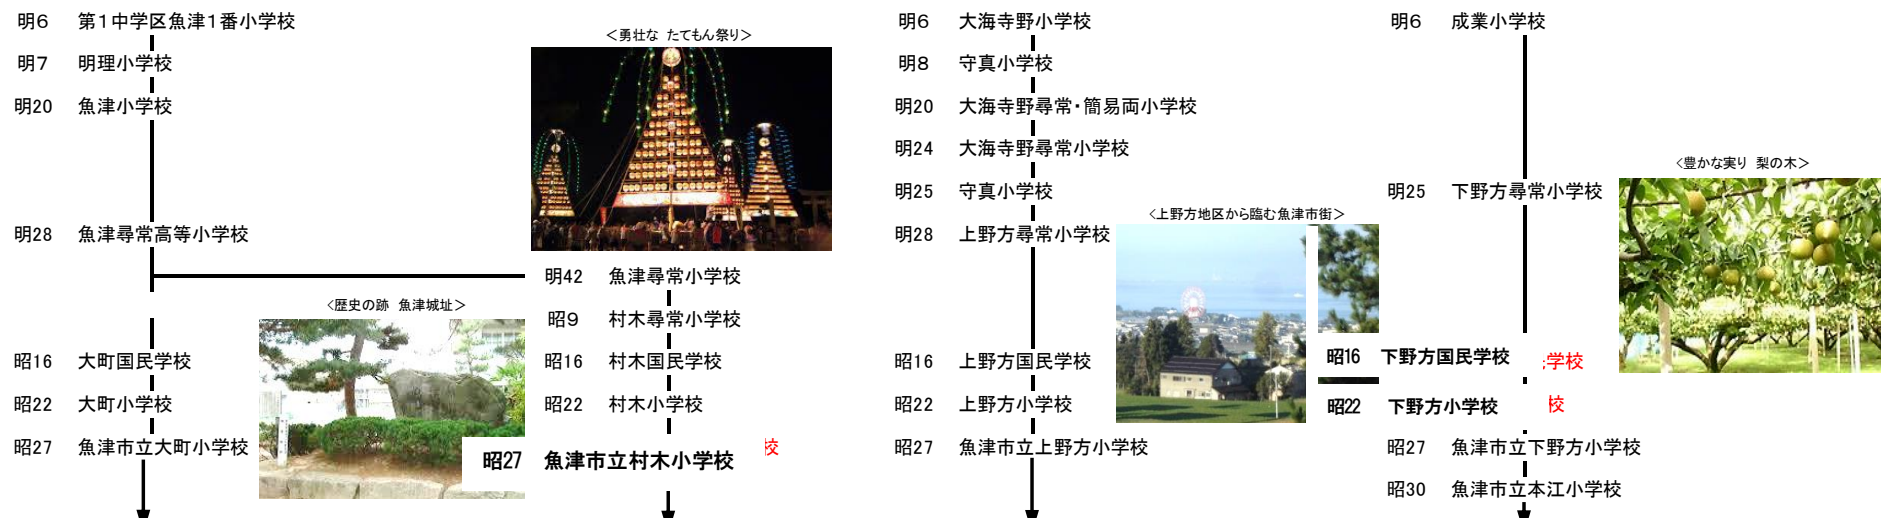 明6 第1中学区魚津1番小学校
明7 明理小学校
明20 魚津小学校
明28 魚津尋常高等小学校
昭16 大町国民学校
昭22 大町小学校
昭27 魚津市立大町小学校
＜歴史の跡 魚津城址＞
＜勇壮な たてもん祭り＞
明42 魚津尋常小学校
昭9 村木尋常小学校
昭16 村木国民学校
昭22 村木小学校
昭27 魚津市立村木小学校
校
明6 大海寺野小学校
明8 守真小学校
明20 大海寺野尋常・簡易両小学校
明24 大海寺野尋常小学校
明25 守真小学校
明28 上野方尋常小学校
昭16 上野方国民学校
昭22 上野方小学校
昭27 魚津市立上野方小学校
＜上野方地区から臨む魚津市街＞
明6 成業小学校
明25 下野方尋常小学校
昭16 下野方国民学校
学校
昭22 下野方小学校
校
昭27 魚津市立下野方小学校
昭30 魚津市立本江小学校
＜豊かな実り 梨の木＞